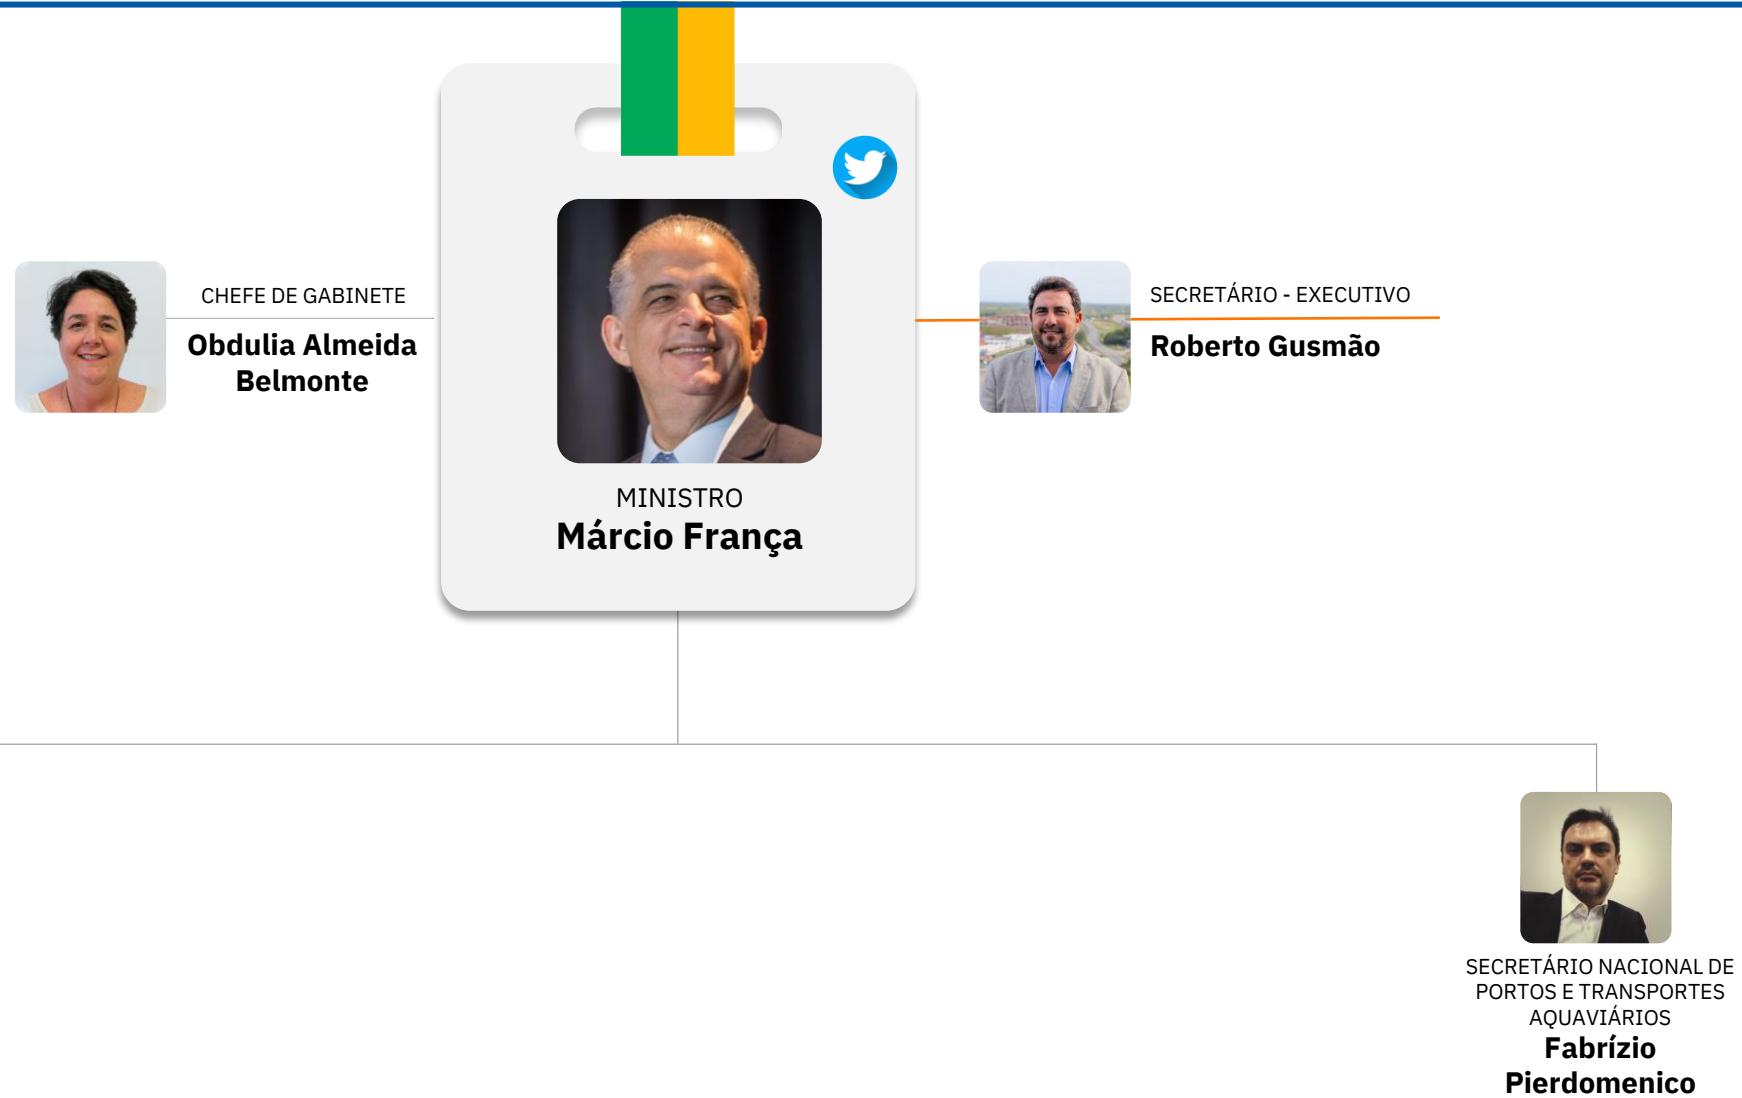 CHEFE DE GABINETE
Obdulia Almeida
Belmonte
MINISTRO
Márcio França
SECRETÁRIO - EXECUTIVO
Roberto Gusmão
SECRETÁRIO NACIONAL DE
PORTOS E TRANSPORTES
AQUAVIÁRIOS
Fabrízio
Pierdomenico